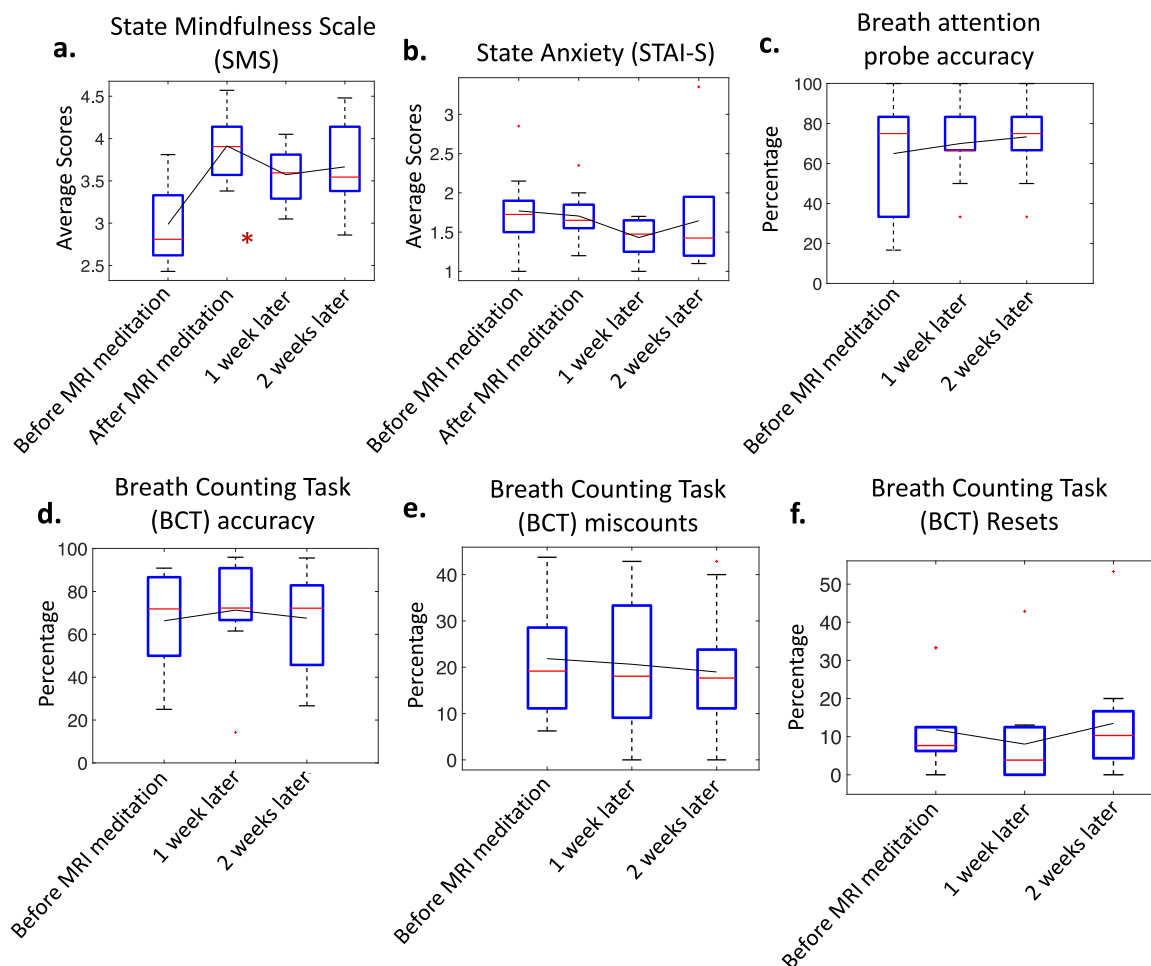 a.
State Mindfulness Scale
(SMS)
Average Scores
4.5
4
3.5
3
2.5
*
Before MRI meditation
After MRI meditation
1 week later
2 weeks later
b.
State Anxiety (STAI-S)
Average Scores
3
2.5
2
1.5
1
Before MRI meditation
After MRI meditation
1 week later
2 weeks later
c.
Breath attention
probe accuracy
Percentage
100
80
60
40
20
0
Before MRI meditation
1 week later
2 weeks later
d.
Breath Counting Task
(BCT) accuracy
Percentage
100
80
60
40
20
0
Before MRI meditation
1 week later
2 weeks later
e.
Breath Counting Task
(BCT) miscounts
Percentage
40
30
20
10
0
Before MRI meditation
1 week later
2 weeks later
f.
Breath Counting Task
(BCT) Resets
Percentage
50
40
30
20
10
0
Before MRI meditation
1 week later
2 weeks later